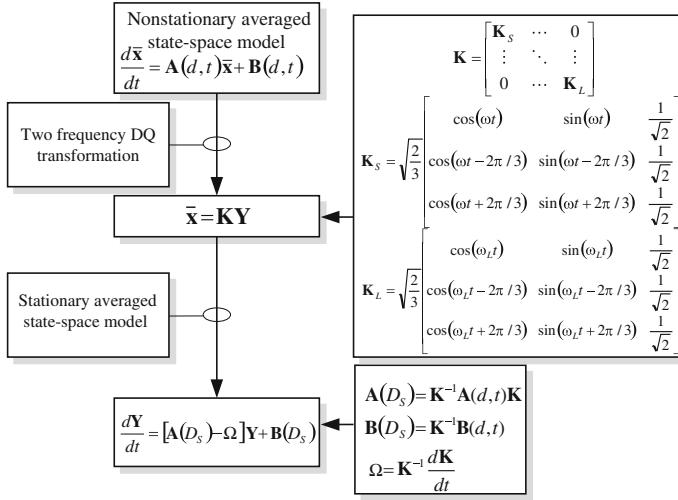 Nonstationary averaged
state-space model
dx̄/dt = A(d,t)x̄ + B(d,t)
Two frequency DQ
transformation
x̄ = KY
Stationary averaged
state-space model
dY/dt = [A(D_S) − Ω]Y + B(D_S)
K = [K_S ⋯ 0
⋮ ⋱ ⋮
0 ⋯ K_L]
K_S = √(2/3) [cos(ωt) sin(ωt) 1/√2
cos(ωt − 2π/3) sin(ωt − 2π/3) 1/√2
cos(ωt + 2π/3) sin(ωt + 2π/3) 1/√2]
K_L = √(2/3) [cos(ω_L t) sin(ω_L t) 1/√2
cos(ω_L t − 2π/3) sin(ω_L t − 2π/3) 1/√2
cos(ω_L t + 2π/3) sin(ω_L t + 2π/3) 1/√2]
A(D_S) = K⁻¹A(d,t)K
B(D_S) = K⁻¹B(d,t)
Ω = K⁻¹ dK/dt